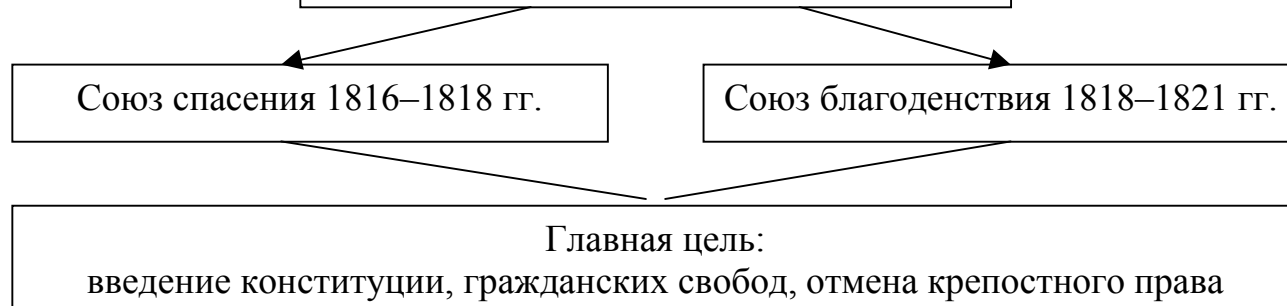 Союз спасения 1816–1818 гг.
Союз благоденствия 1818–1821 гг.
Главная цель:
введение конституции, гражданских свобод, отмена крепостного права